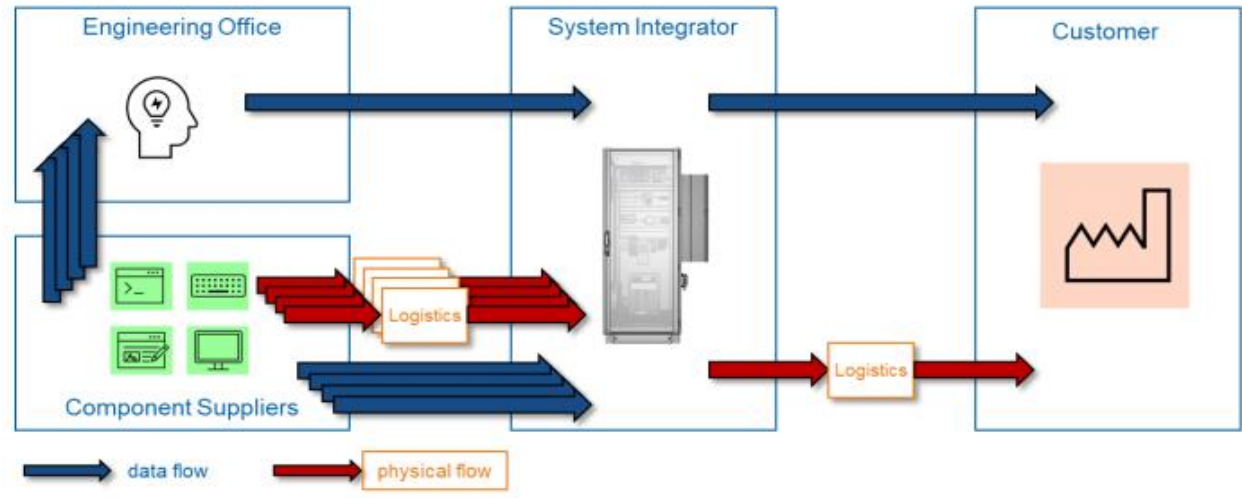 Engineering Office
System Integrator
Customer
Logistics
Logistics
Component Suppliers
data flow
physical flow